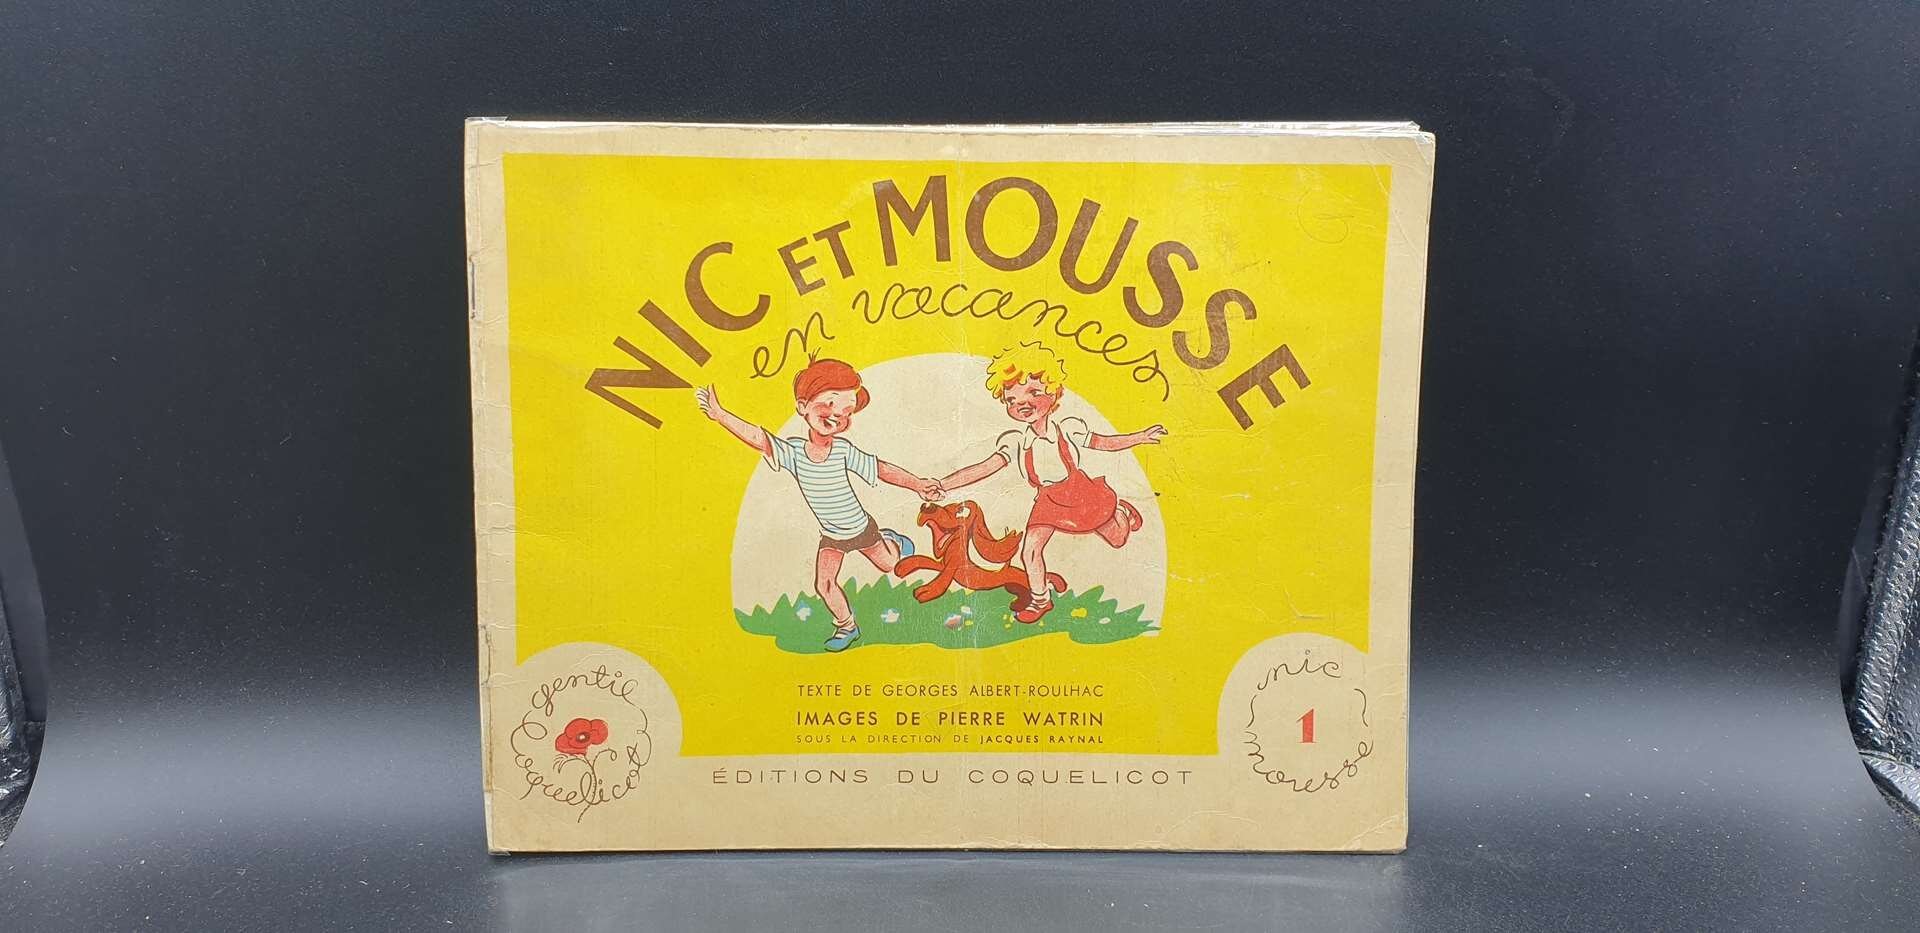 NIC ET MOUSSE
en vacances
TEXTE DE GEORGES ALBERT-ROULHAC
IMAGES DE PIERRE WATRIN
SOUS LA DIRECTION DE JACQUES RAYNAL
gentil
coquelicot
nic
1
mousse
ÉDITIONS DU COQUELICOT